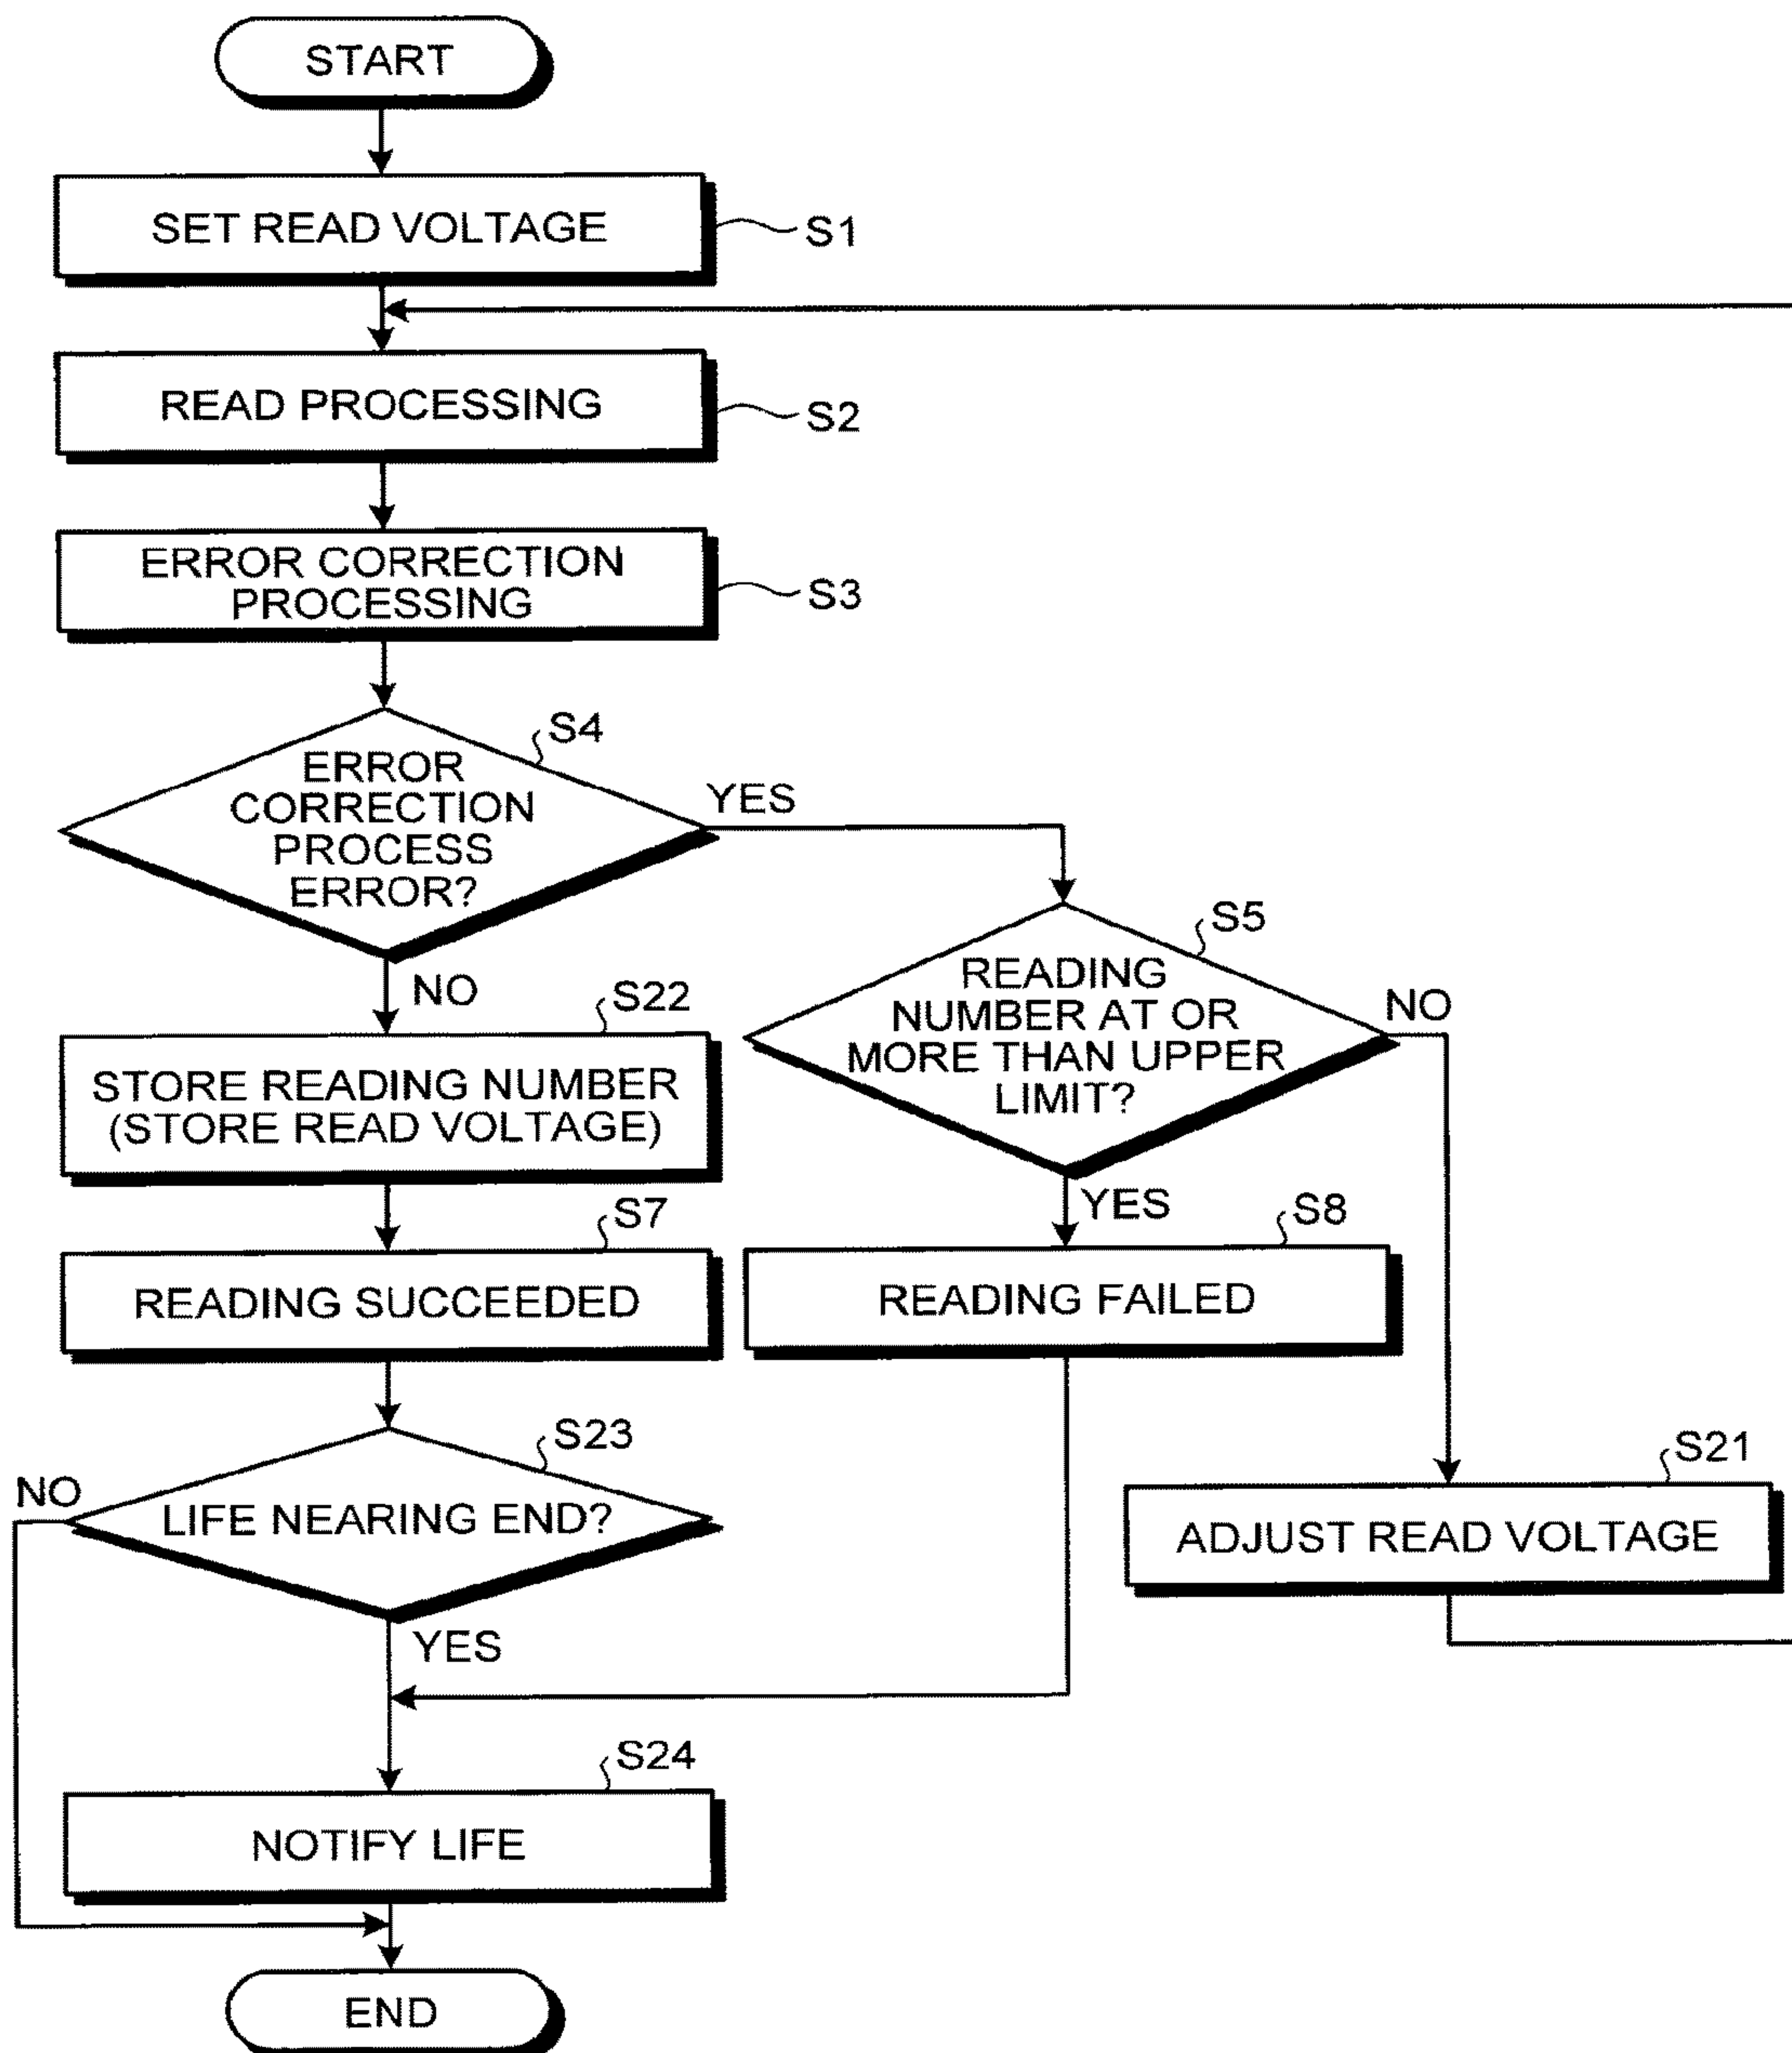 START
SET READ VOLTAGE
S1
READ PROCESSING
S2
ERROR CORRECTION
PROCESSING
S3
S4
ERROR
CORRECTION
PROCESS
ERROR?
YES
NO
S5
READING
NUMBER AT OR
MORE THAN UPPER
LIMIT?
NO
YES
S22
STORE READING NUMBER
(STORE READ VOLTAGE)
S7
READING SUCCEEDED
S8
READING FAILED
S23
LIFE NEARING END?
NO
YES
S21
ADJUST READ VOLTAGE
S24
NOTIFY LIFE
END